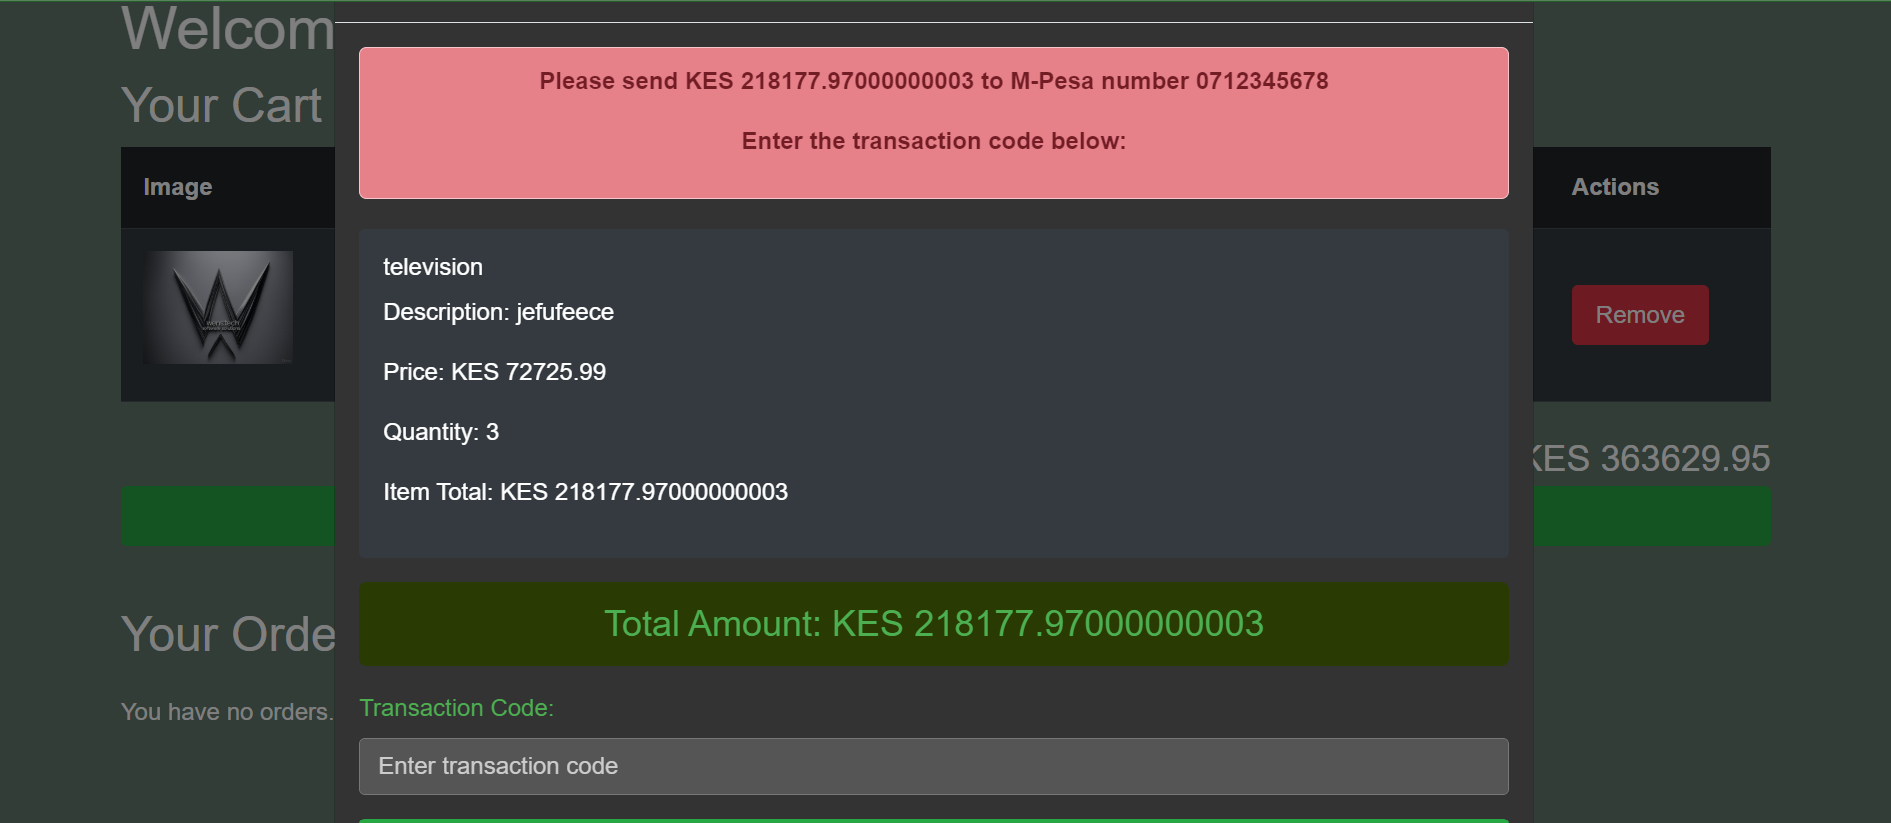 Welcom
Your Cart
Image
Actions
Remove
KES 363629.95
Your Orde
You have no orders.
Please send KES 218177.97000000003 to M-Pesa number 0712345678
Enter the transaction code below:
television
Description: jefufeece
Price: KES 72725.99
Quantity: 3
Item Total: KES 218177.97000000003
Total Amount: KES 218177.97000000003
Transaction Code:
Enter transaction code